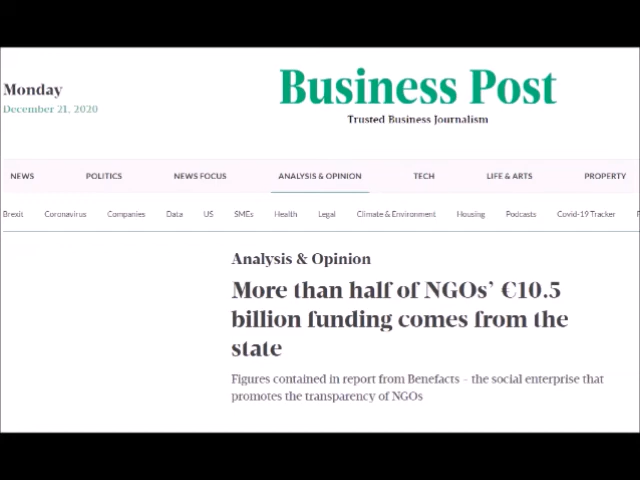 Monday
December 21, 2020
Business Post
Trusted Business Journalism
NEWS POLITICS NEWS FOCUS ANALYSIS & OPINION TECH LIFE & ARTS PROPERTY
Brexit Coronavirus Companies Data US SMEs Health Legal Climate & Environment Housing Podcasts Covid-19 Tracker
Analysis & Opinion
More than half of NGOs’ €10.5
billion funding comes from the
state
Figures contained in report from Benefacts – the social enterprise that
promotes the transparency of NGOs